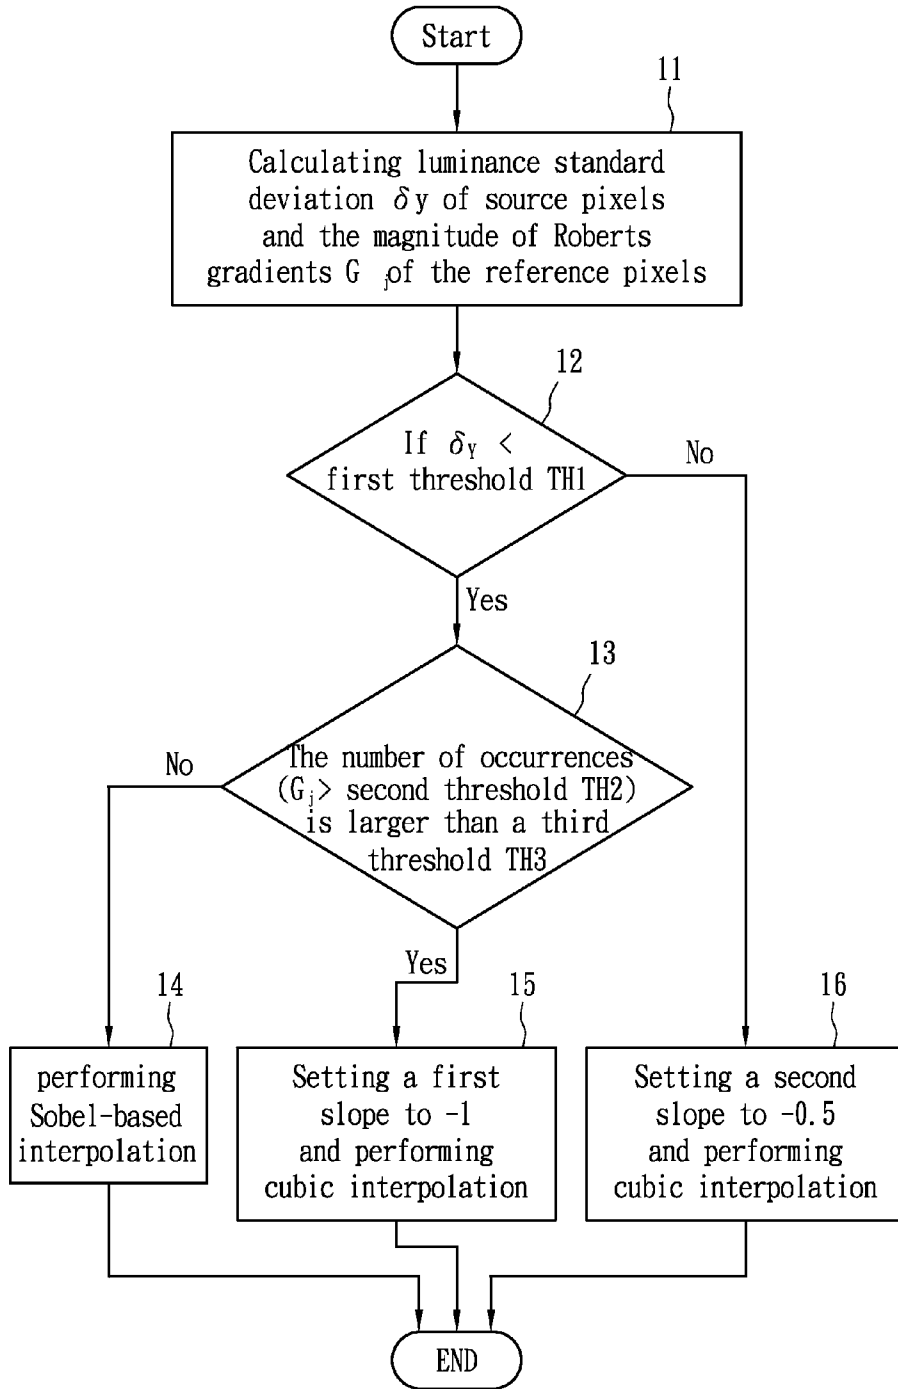 Start
11
Calculating luminance standard
deviation δy of source pixels
and the magnitude of Roberts
gradients G jof the reference pixels
12
If δY <
first threshold TH1
No
Yes
13
The number of occurrences
(Gj> second threshold TH2)
is larger than a third
threshold TH3
No
Yes
14
performing
Sobel-based
interpolation
15
Setting a first
slope to -1
and performing
cubic interpolation
16
Setting a second
slope to -0.5
and performing
cubic interpolation
END